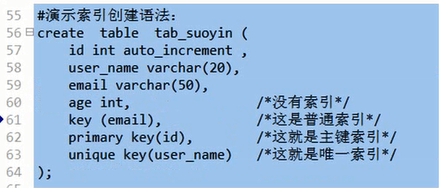 55 #演示索引创建语法：
56 create table tab_suoyin (
57 id int auto_increment ,
58 user_name varchar(20),
59 email varchar(50),
60 age int, /*没有索引*/
61 key (email), /*这是普通索引*/
62 primary key(id), /*这就是主键索引*/
63 unique key(user_name) /*这就是唯一索引*/
64 );